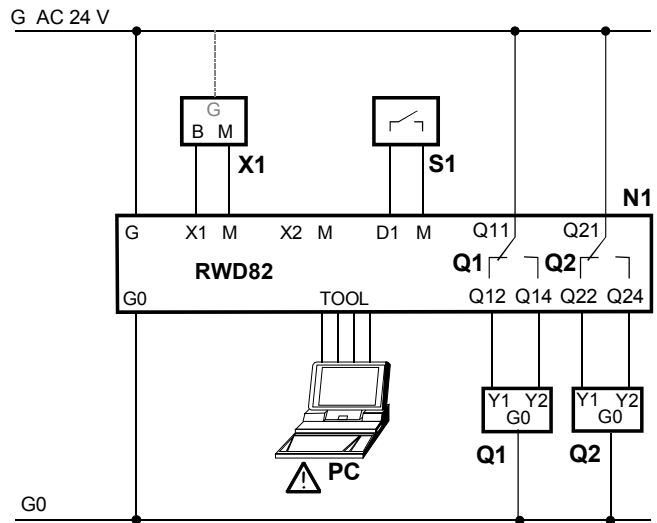 G AC 24 V
G
B M
X1
S1
N1
G X1 M X2 M D1 M Q11 Q21
Q1 Q2
RWD82
G0 TOOL Q12 Q14 Q22 Q24
Y1 Y2 Y1 Y2
G0 G0
Q1 Q2
PC
G0